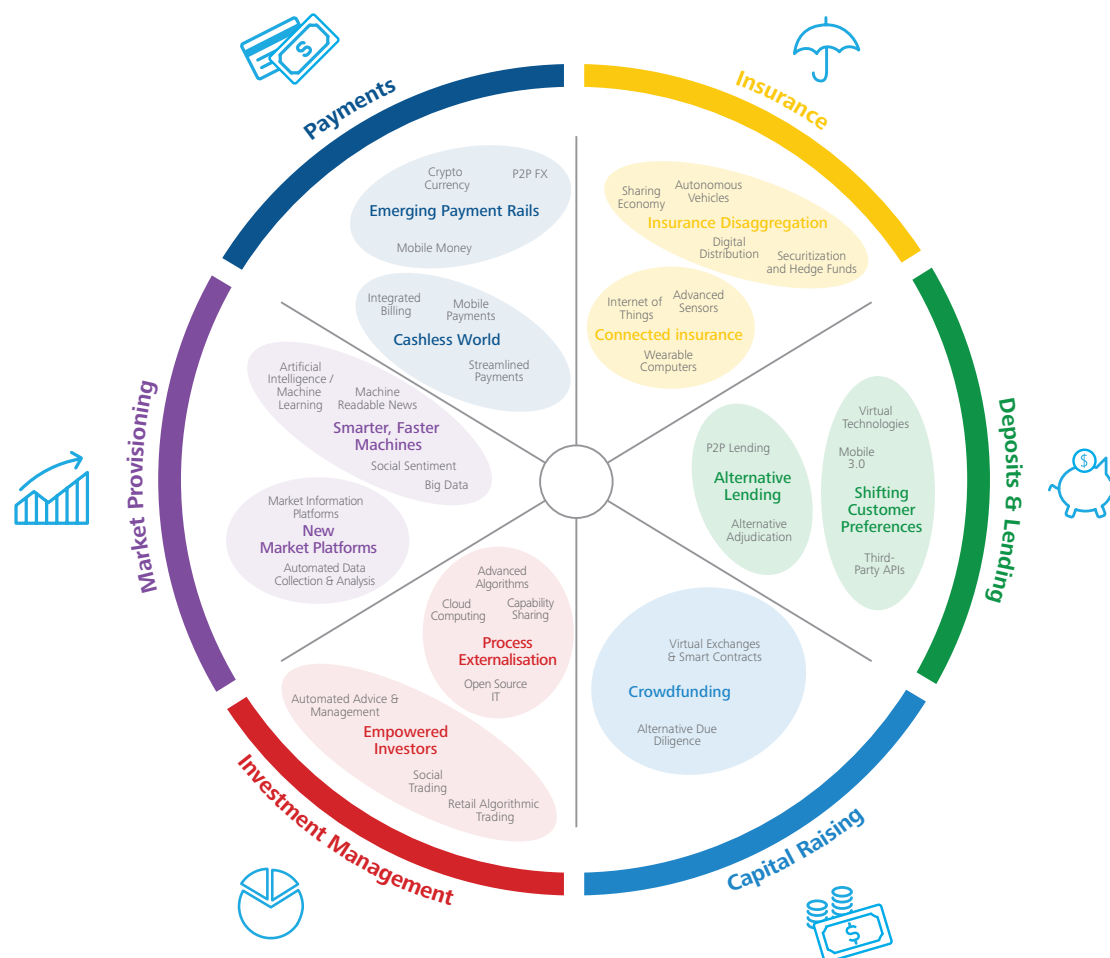 Payments
Crypto
Currency
P2P FX
Emerging Payment Rails
Mobile Money
Integrated
Billing
Mobile
Payments
Cashless World
Streamlined
Payments
Insurance
Sharing
Economy
Autonomous
Vehicles
Insurance Disaggregation
Digital
Distribution
Securitization
and Hedge Funds
Internet of
Things
Advanced
Sensors
Connected insurance
Wearable
Computers
Deposits & Lending
P2P Lending
Alternative
Lending
Alternative
Adjudication
Virtual
Technologies
Mobile
3.0
Shifting
Customer
Preferences
Third-
Party APIs
Capital Raising
Virtual Exchanges
& Smart Contracts
Crowdfunding
Alternative Due
Diligence
Investment Management
Advanced
Algorithms
Cloud
Computing
Capability
Sharing
Process
Externalisation
Open Source
IT
Automated Advice &
Management
Empowered
Investors
Social
Trading
Retail Algorithmic
Trading
Market Provisioning
Artificial
Intelligence /
Machine
Learning
Machine
Readable News
Smarter, Faster
Machines
Social Sentiment
Big Data
Market Information
Platforms
New
Market Platforms
Automated Data
Collection & Analysis
$
$
$